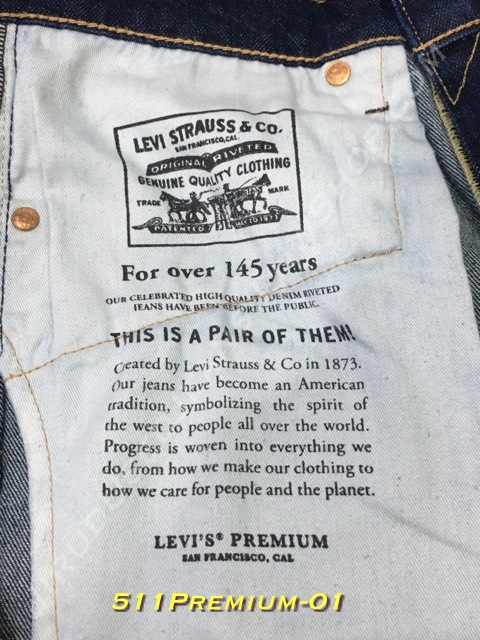 LEVI STRAUSS & CO.
SAN FRANCISCO, CAL.
ORIGINAL RIVETED
GENUINE QUALITY CLOTHING
TRADE MARK
PATENTED MAY 20 1873
For over 145 years
OUR CELEBRATED HIGH QUALITY DENIM RIVETED
JEANS HAVE BEEN BEFORE THE PUBLIC.
THIS IS A PAIR OF THEM!
Created by Levi Strauss & Co in 1873.
Our jeans have become an American
tradition, symbolizing the spirit of
the west to people all over the world.
Progress is woven into everything we
do, from how we make our clothing to
how we care for people and the planet.
LEVI'S® PREMIUM
SAN FRANCISCO, CAL
511Premium-01